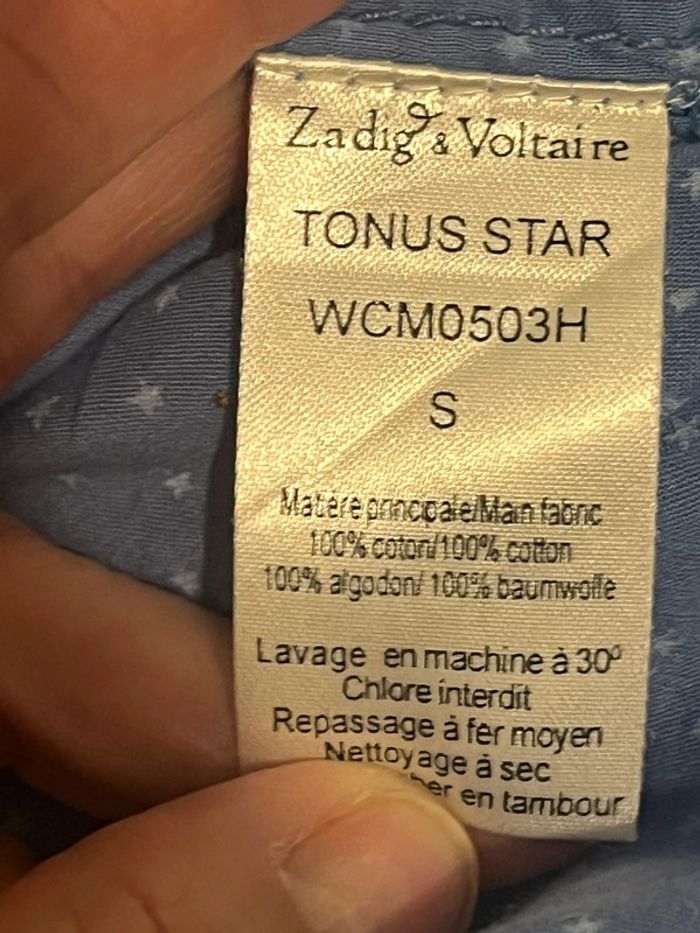 Zadig & Voltaire
TONUS STAR
WCM0503H
S
Matière principale/Main fabric
100% coton/100% cotton
100% algodon/ 100% baumwolle
Lavage en machine à 30°
Chlore interdit
Repassage à fer moyen
Nettoyage à sec
en tambour